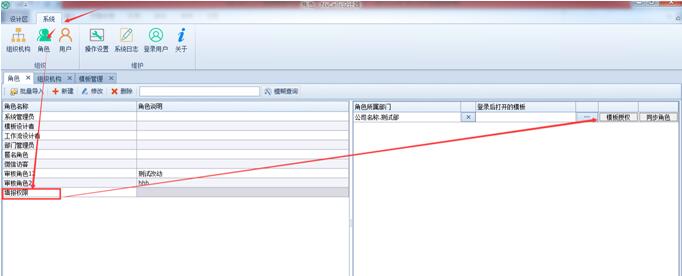 设计区 系统
组织机构 角色 用户 操作设置 系统日志 登录用户 关于
组织 维护
角色 组织机构 模板管理
批量导入 新建 修改 删除 模糊查询
角色名称 角色说明
角色所属部门 登录后打开的模板
系统管理员
公司名称.测试部 模板授权 同步角色
模板设计者
工作流设计者
部门管理员
匿名角色
微信访客
审核角色12 测试改动
审核角色2 hhh
填报权限